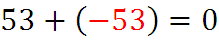 53 + (−53) = 0